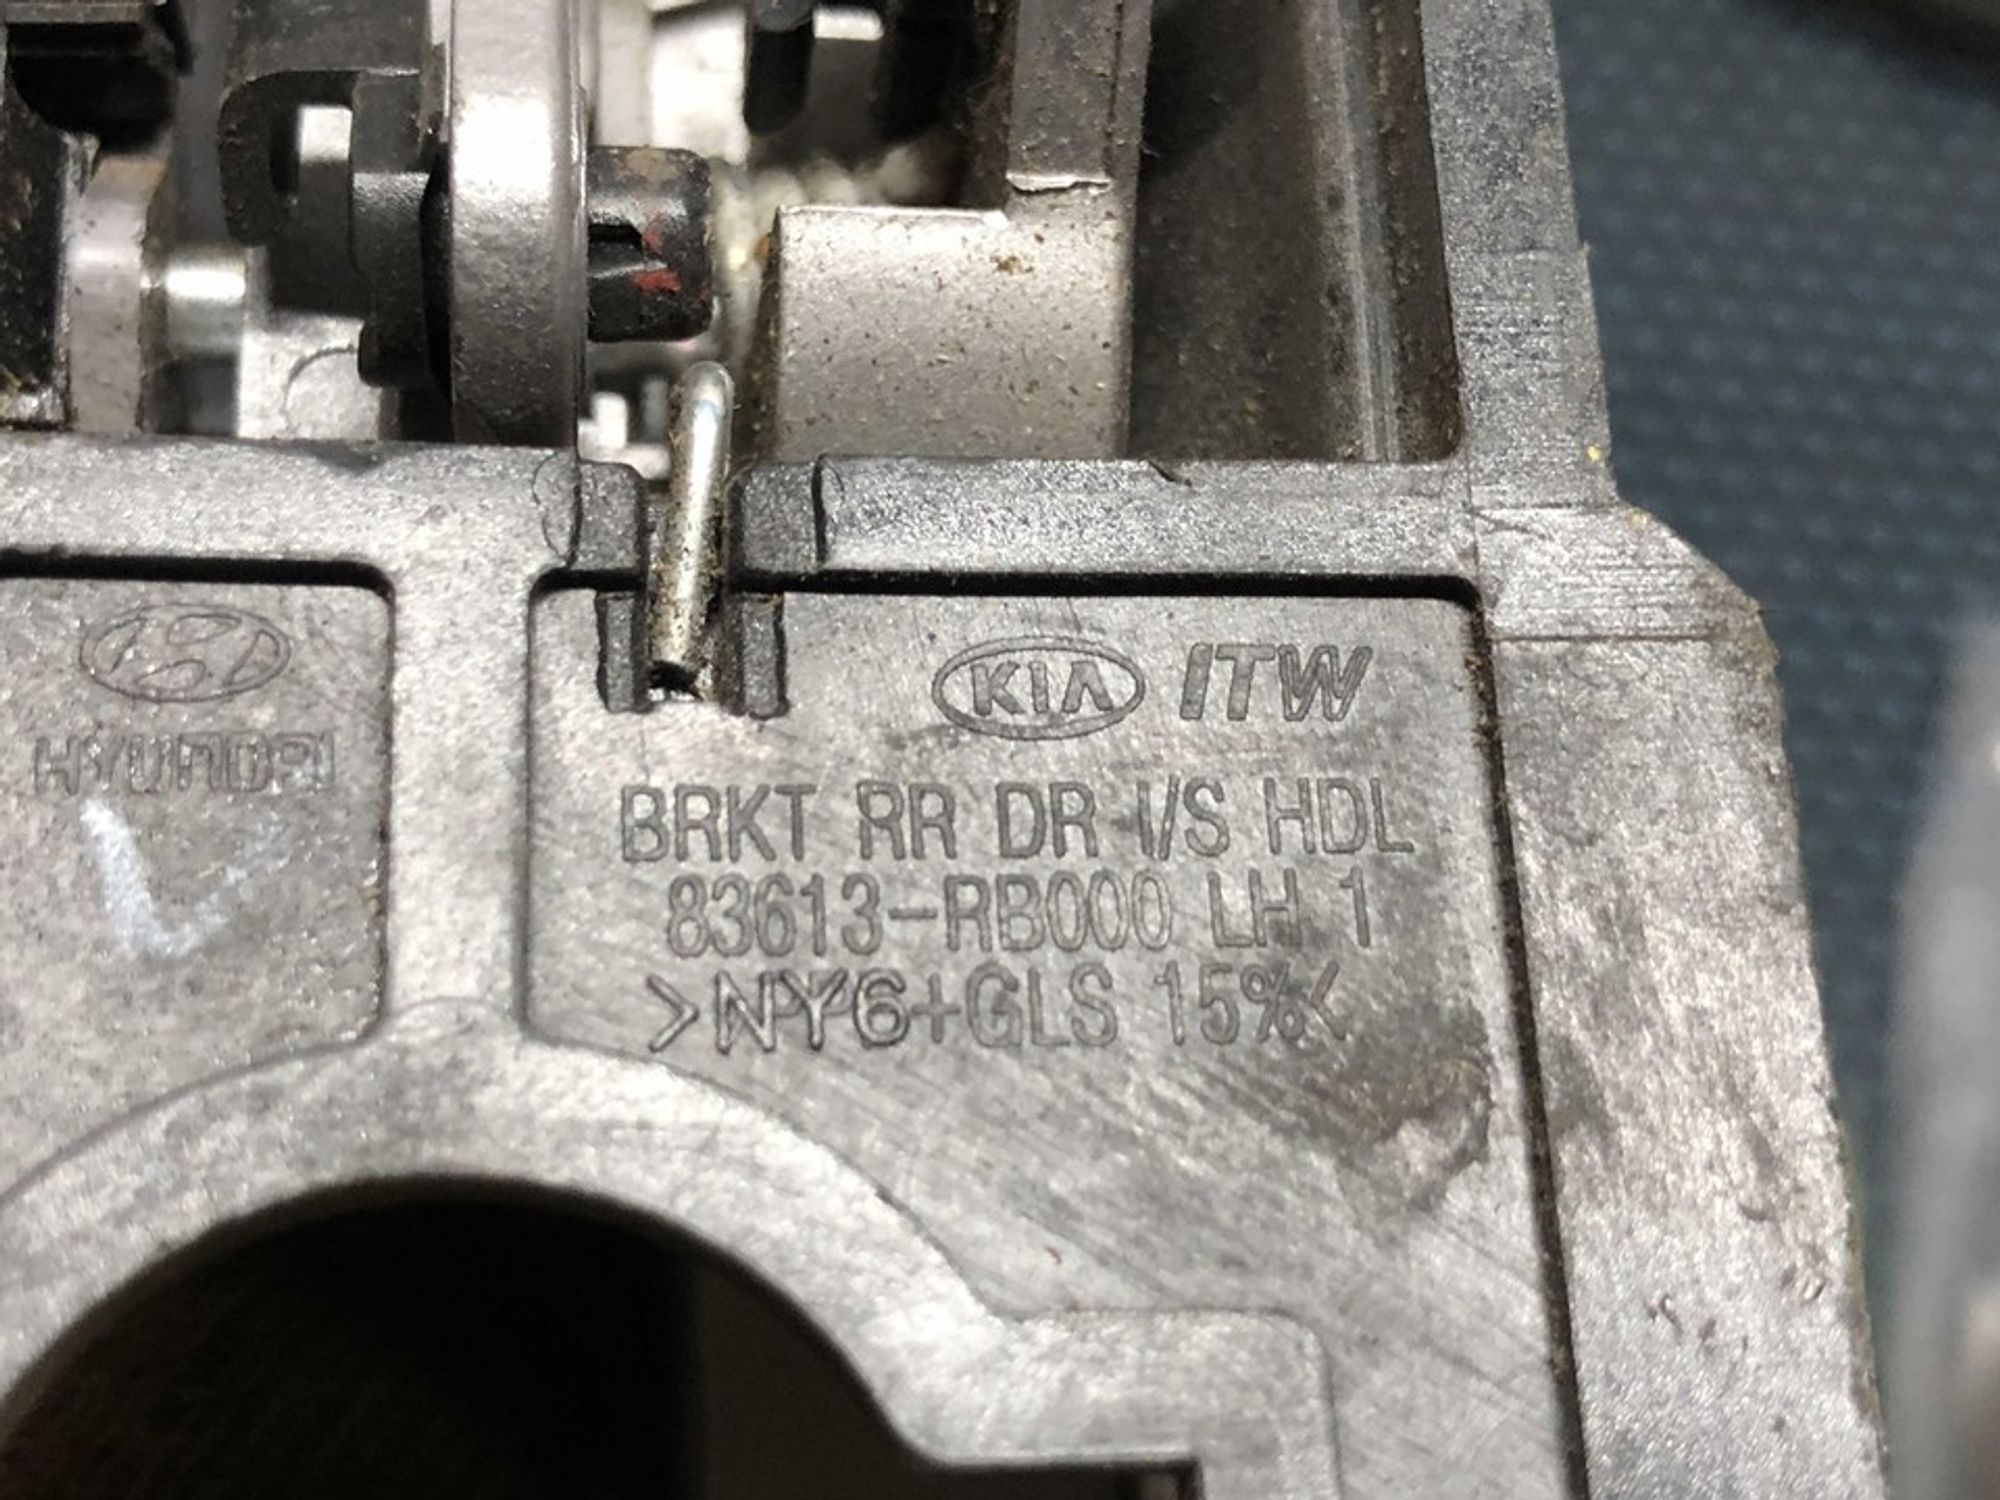 KIA ITW
HYUNDAI
BRKT RR DR I/S HDL
83613-RB000 LH 1
>NY6+GLS 15%<